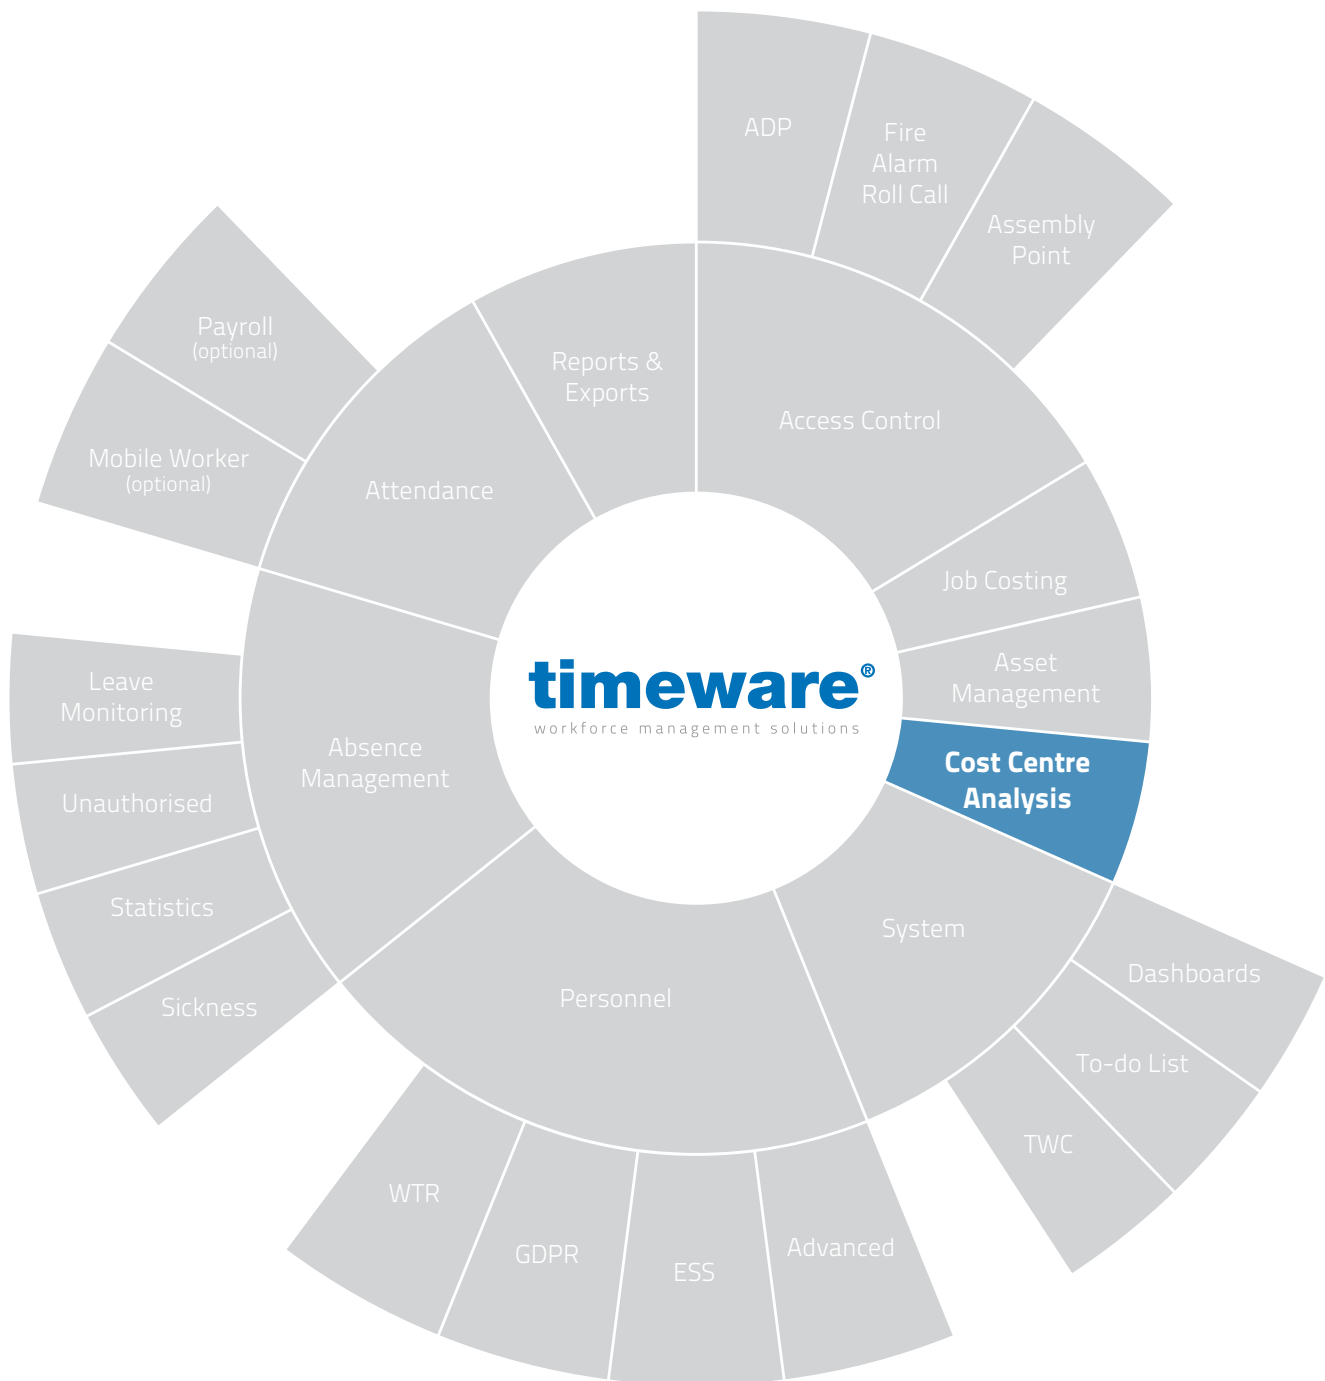 ADP
Fire
Alarm
Roll Call
Assembly
Point
Payroll
(optional)
Mobile Worker
(optional)
Reports &
Exports
Access Control
Attendance
Job Costing
Asset
Management
timeware®
workforce management solutions
Cost Centre
Analysis
Leave
Monitoring
Absence
Management
Unauthorised
Statistics
Sickness
System
Personnel
Dashboards
To-do List
TWC
WTR
GDPR
ESS
Advanced